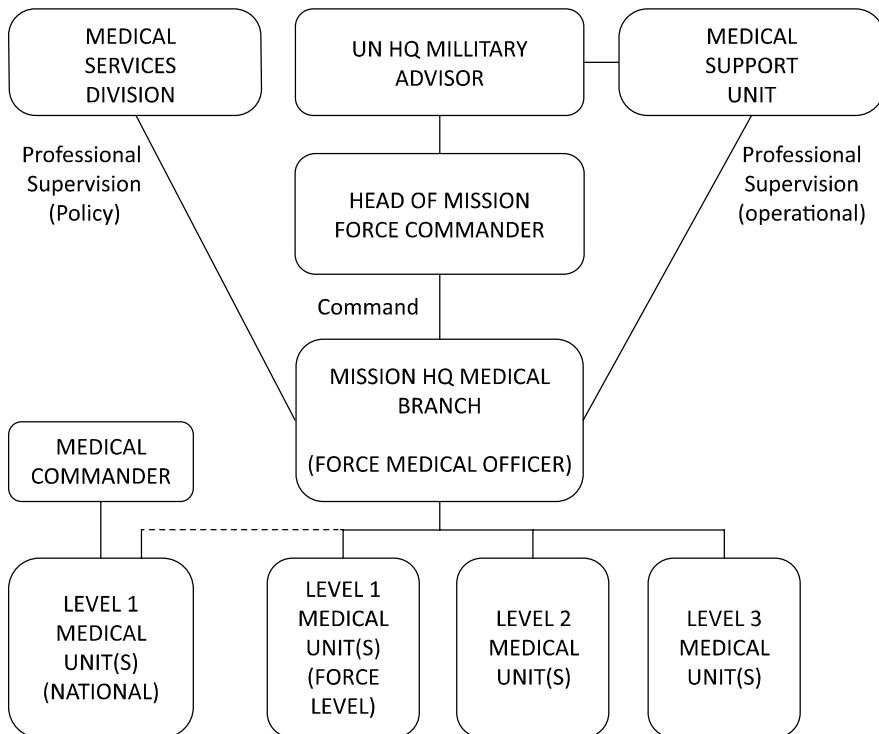 MEDICAL
SERVICES
DIVISION
UN HQ MILLITARY
ADVISOR
MEDICAL
SUPPORT
UNIT
Professional
Supervision
(Policy)
HEAD OF MISSION
FORCE COMMANDER
Professional
Supervision
(operational)
Command
MISSION HQ MEDICAL
BRANCH
(FORCE MEDICAL OFFICER)
MEDICAL
COMMANDER
LEVEL 1
MEDICAL
UNIT(S)
(NATIONAL)
LEVEL 1
MEDICAL
UNIT(S)
(FORCE
LEVEL)
LEVEL 2
MEDICAL
UNIT(S)
LEVEL 3
MEDICAL
UNIT(S)